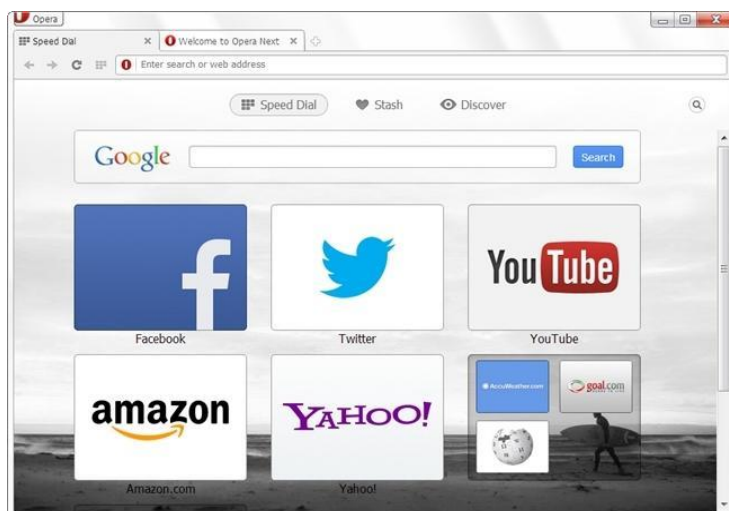 Opera
Speed Dial
Welcome to Opera Next
Enter search or web address
Speed Dial
Stash
Discover
Google
Search
f
You Tube
Facebook
Twitter
YouTube
AccuWeather.com
goal.com
amazon
YAHOO!
Amazon.com
Yahoo!